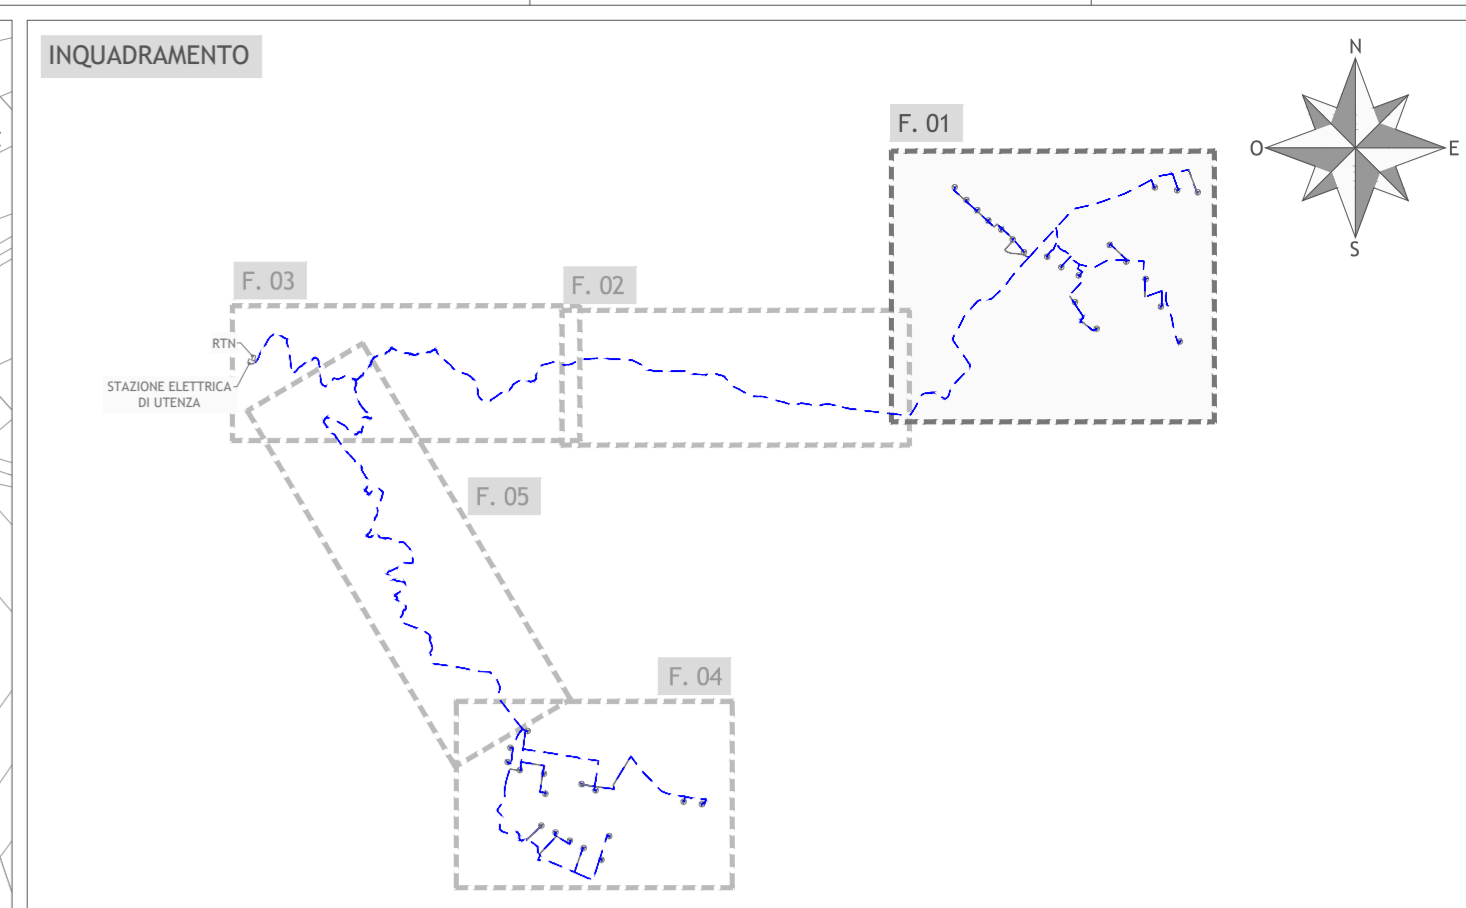 INQUADRAMENTO
N
O
E
S
F. 01
F. 03
F. 02
RTN
STAZIONE ELETTRICA
DI UTENZA
F. 05
F. 04